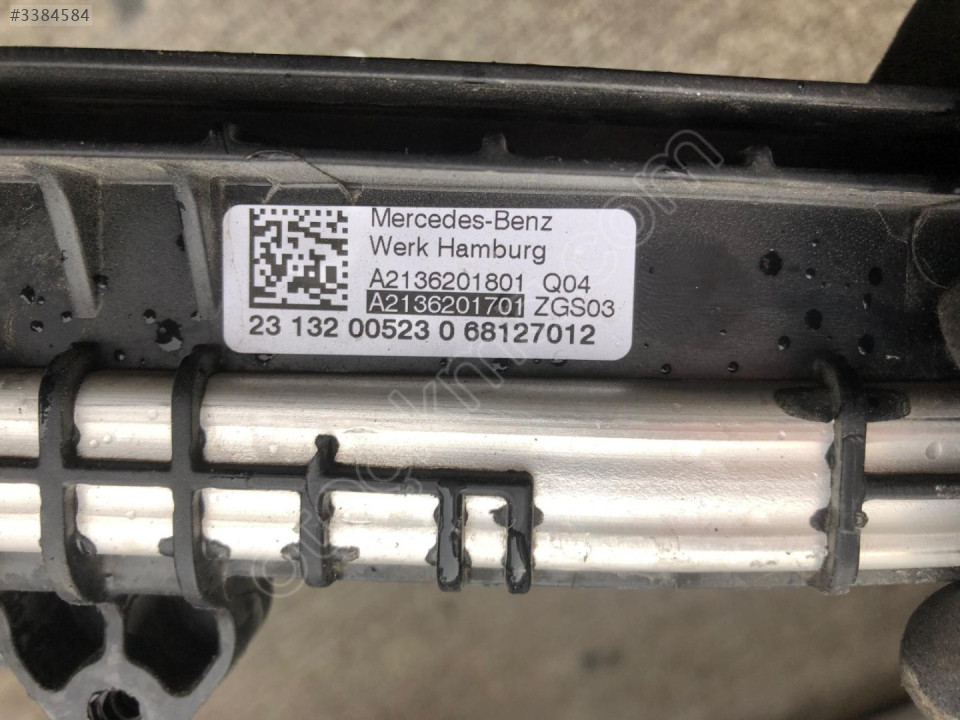 #3384584
Mercedes-Benz
Werk Hamburg
A2136201801 Q04
A2136201701 ZGS03
23 132 00523 0 68127012